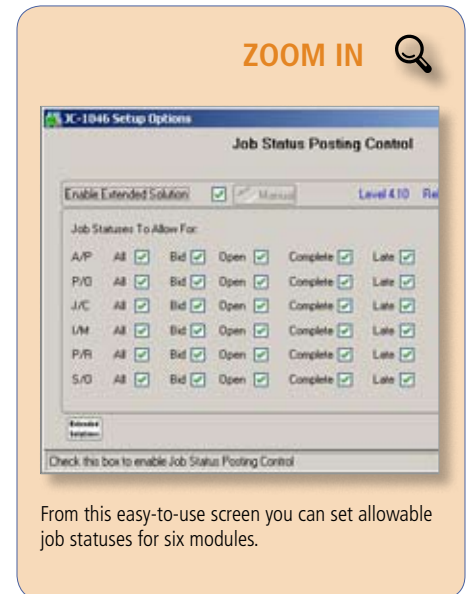 ZOOM IN
JC-1046 Setup Options
Job Status Posting Control
Enable Extended Solution Manual Level 4.10
Job Statuses To Allow For:
A/P All Bid Open Complete Late
P/O All Bid Open Complete Late
J/C All Bid Open Complete Late
I/M All Bid Open Complete Late
P/R All Bid Open Complete Late
S/O All Bid Open Complete Late
Extended
Solutions
Check this box to enable Job Status Posting Control
From this easy-to-use screen you can set allowable
job statuses for six modules.